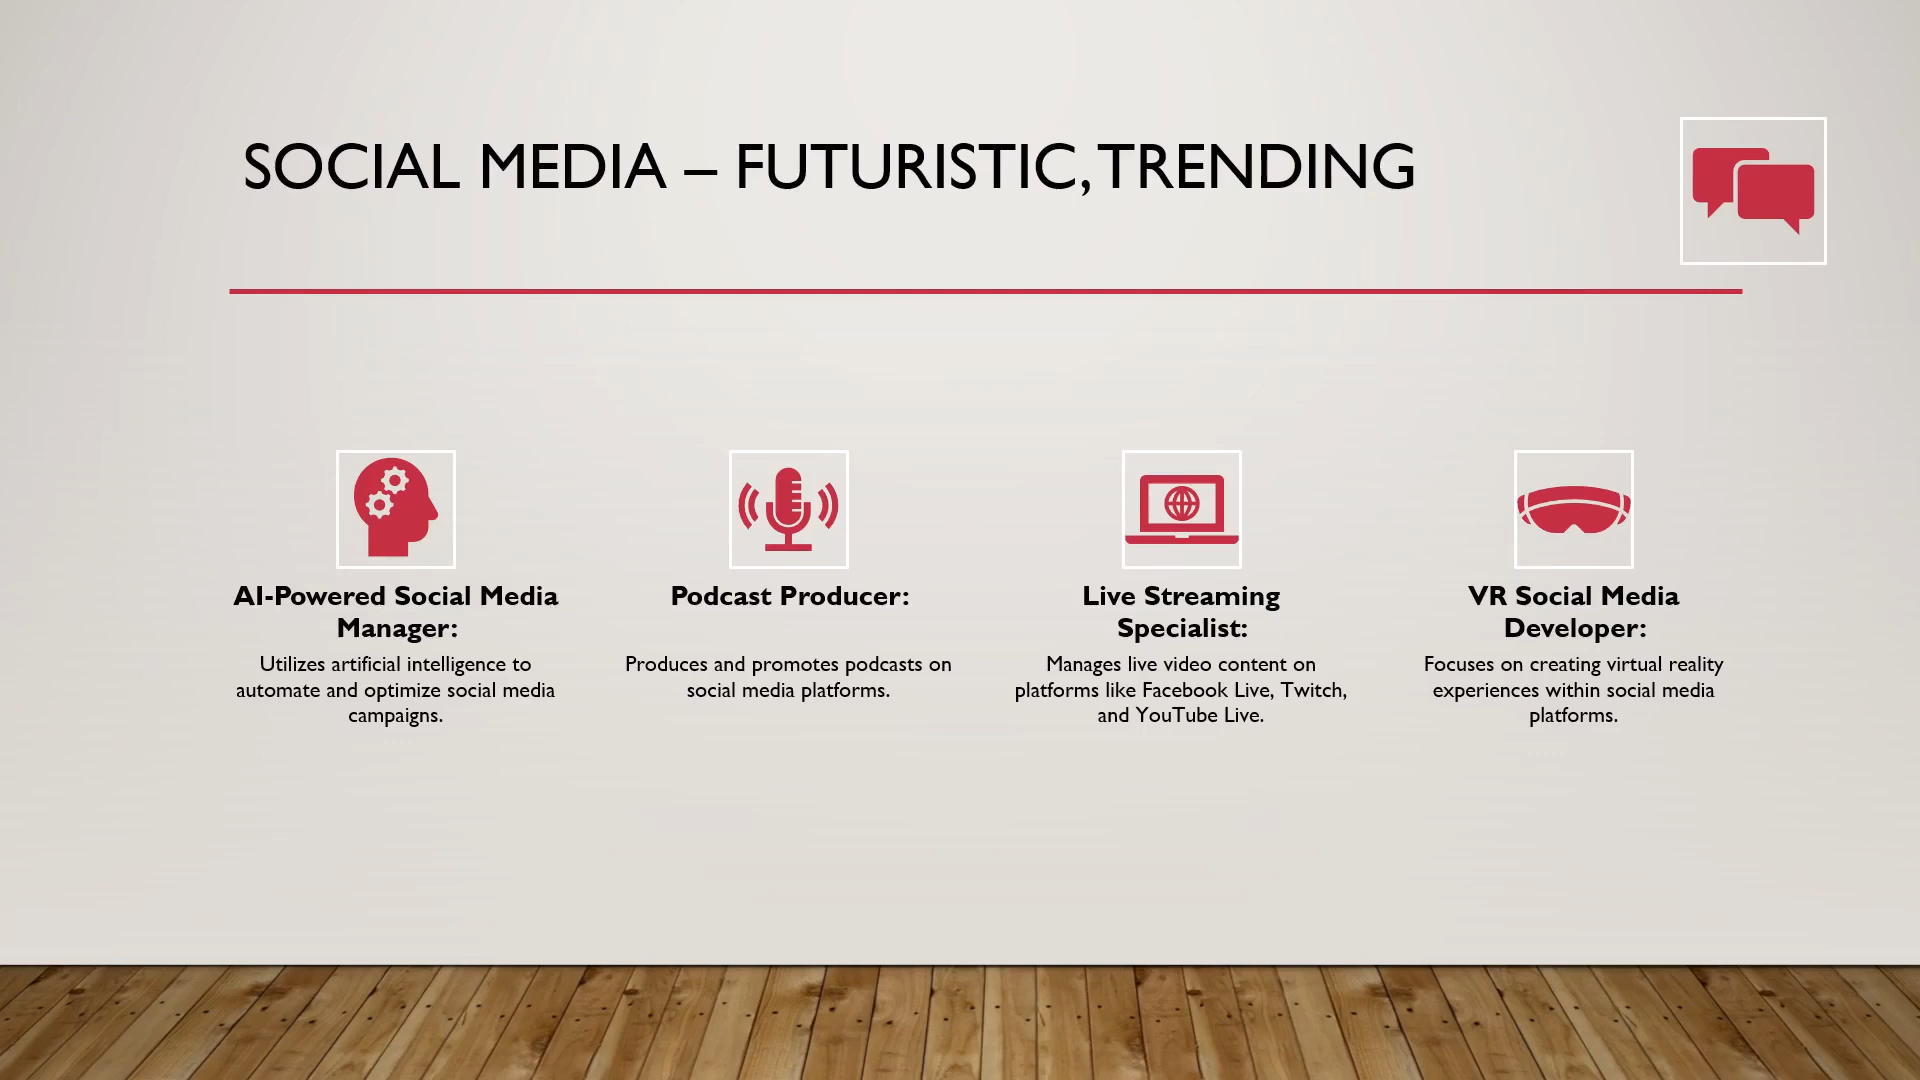 SOCIAL MEDIA – FUTURISTIC, TRENDING
AI-Powered Social Media
Manager:
Utilizes artificial intelligence to
automate and optimize social media
campaigns.
Podcast Producer:
Produces and promotes podcasts on
social media platforms.
Live Streaming
Specialist:
Manages live video content on
platforms like Facebook Live, Twitch,
and YouTube Live.
VR Social Media
Developer:
Focuses on creating virtual reality
experiences within social media
platforms.